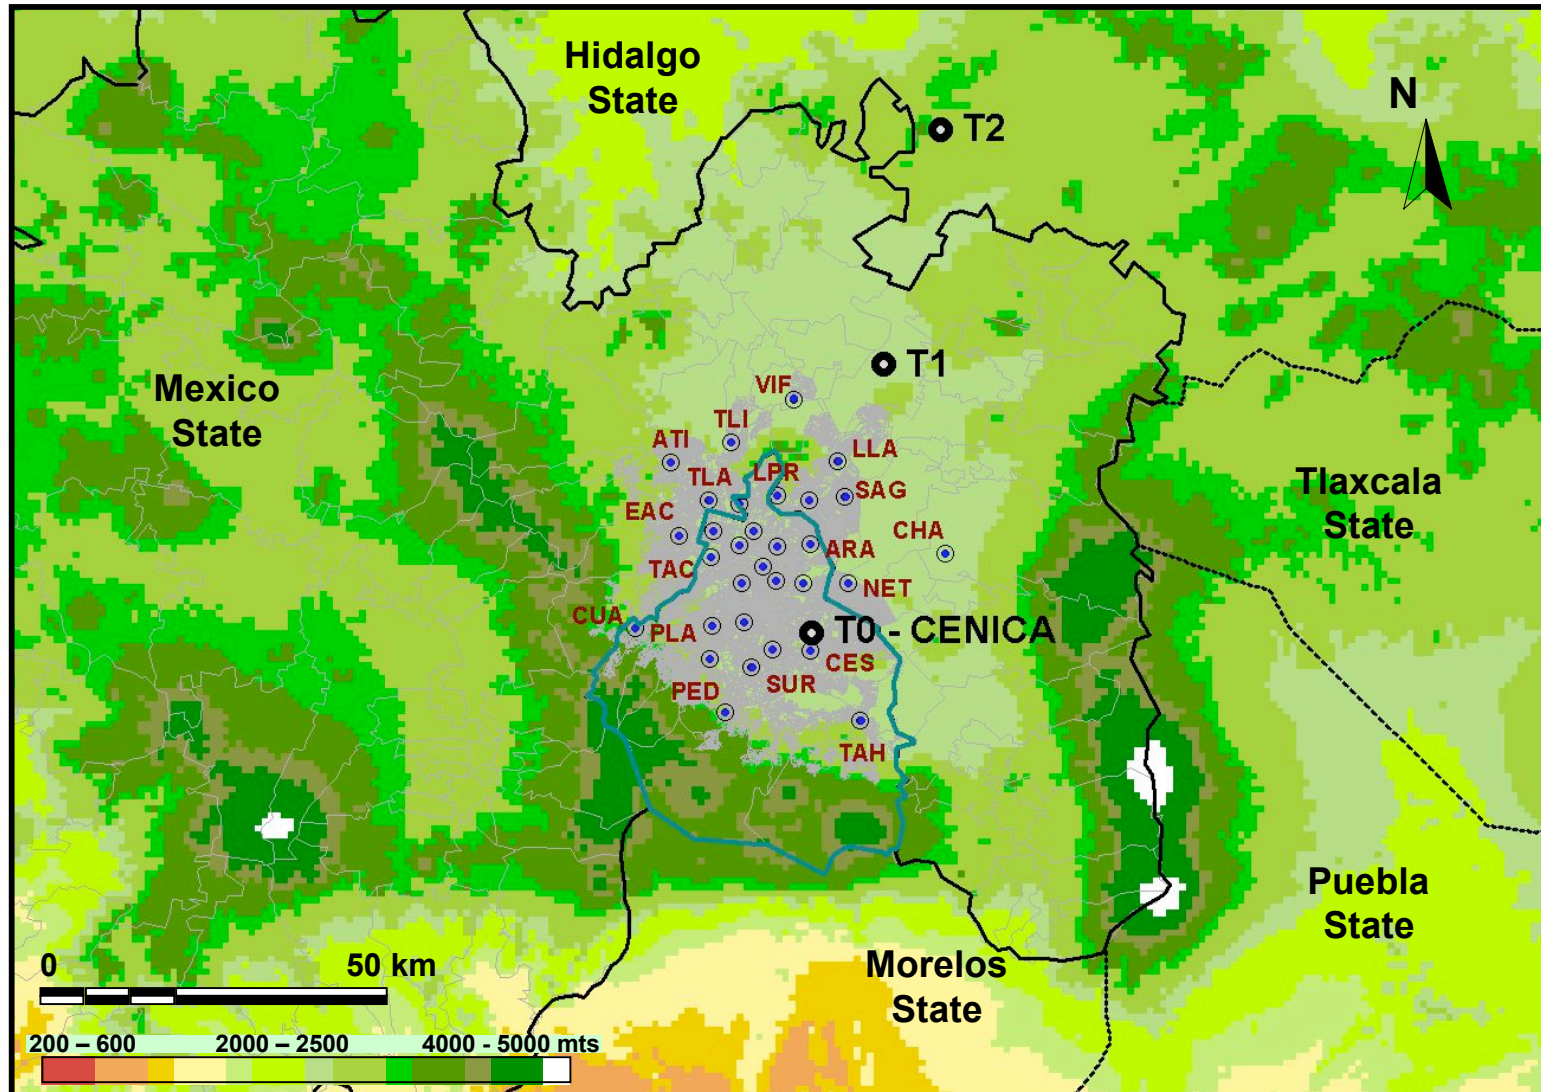 Hidalgo
State
N
T2
T1
Mexico
State
VIF
TLI
ATI
LLA
TLA
LPR
SAG
Tlaxcala
State
EAC
CHA
ARA
TAC
NET
CUA
PLA
T0 - CENICA
CES
SUR
PED
TAH
Puebla
State
Morelos
State
0 50 km
200 – 600 2000 – 2500 4000 - 5000 mts